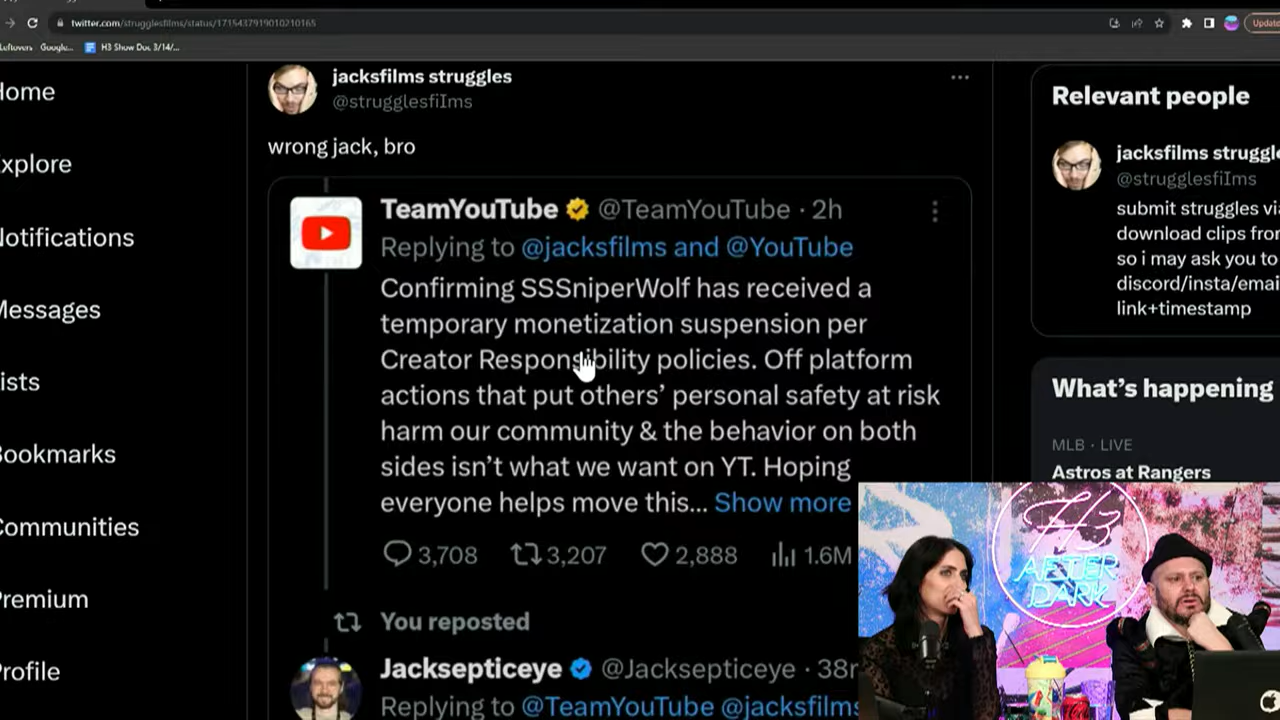 twitter.com/strugglesfilms/status/1715437919010210165
Updat
Leftovers Google... H3 Show Doc 3/14/...
Home
Explore
Notifications
Messages
Lists
Bookmarks
Communities
Premium
Profile
jacksfilms struggles
@strugglesfiIms
wrong jack, bro
TeamYouTube @TeamYouTube · 2h
Replying to @jacksfilms and @YouTube
Confirming SSSniperWolf has received a
temporary monetization suspension per
Creator Responsibility policies. Off platform
actions that put others’ personal safety at risk
harm our community & the behavior on both
sides isn’t what we want on YT. Hoping
everyone helps move this... Show more
3,708 3,207 2,888 1.6M
You reposted
Jacksepticeye @Jacksepticeye · 38m
Replying to @TeamYouTube @jacksfilms
Relevant people
jacksfilms struggle
@strugglesfiIms
submit struggles vi
download clips from
so i may ask you to
discord/insta/emai
link+timestamp
What’s happening
MLB · LIVE
Astros at Rangers
H3
AFTER
DARK